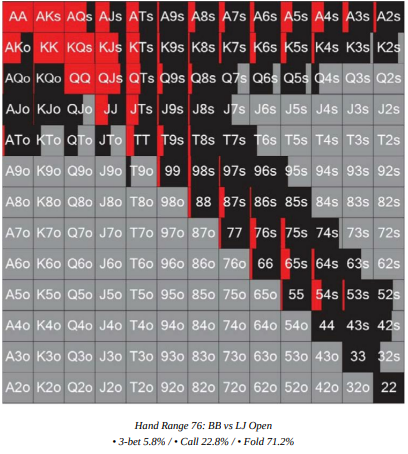 AA AKs AQs AJs ATs A9s A8s A7s A6s A5s A4s A3s A2s
AKo KK KQs KJs KTs K9s K8s K7s K6s K5s K4s K3s K2s
AQo KQo QQ QJs QTs Q9s Q8s Q7s Q6s Q5s Q4s Q3s Q2s
AJo KJo QJo JJ JTs J9s J8s J7s J6s J5s J4s J3s J2s
ATo KTo QTo JTo TT T9s T8s T7s T6s T5s T4s T3s T2s
A9o K9o Q9o J9o T9o 99 98s 97s 96s 95s 94s 93s 92s
A8o K8o Q8o J8o T8o 98o 88 87s 86s 85s 84s 83s 82s
A7o K7o Q7o J7o T7o 97o 87o 77 76s 75s 74s 73s 72s
A6o K6o Q6o J6o T6o 96o 86o 76o 66 65s 64s 63s 62s
A5o K5o Q5o J5o T5o 95o 85o 75o 65o 55 54s 53s 52s
A4o K4o Q4o J4o T4o 94o 84o 74o 64o 54o 44 43s 42s
A3o K3o Q3o J3o T3o 93o 83o 73o 63o 53o 43o 33 32s
A2o K2o Q2o J2o T2o 92o 82o 72o 62o 52o 42o 32o 22
Hand Range 76: BB vs LJ Open
• 3-bet 5.8% / • Call 22.8% / • Fold 71.2%